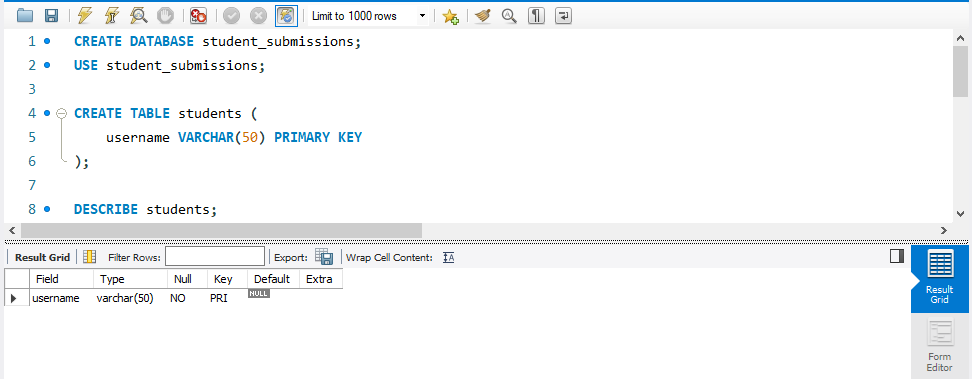 Limit to 1000 rows
1 CREATE DATABASE student_submissions;
2 USE student_submissions;
3
4 CREATE TABLE students (
5 username VARCHAR(50) PRIMARY KEY
6 );
7
8 DESCRIBE students;
Result Grid Filter Rows: Export: Wrap Cell Content:
Field Type Null Key Default Extra
username varchar(50) NO PRI NULL
Result
Grid
Form
Editor